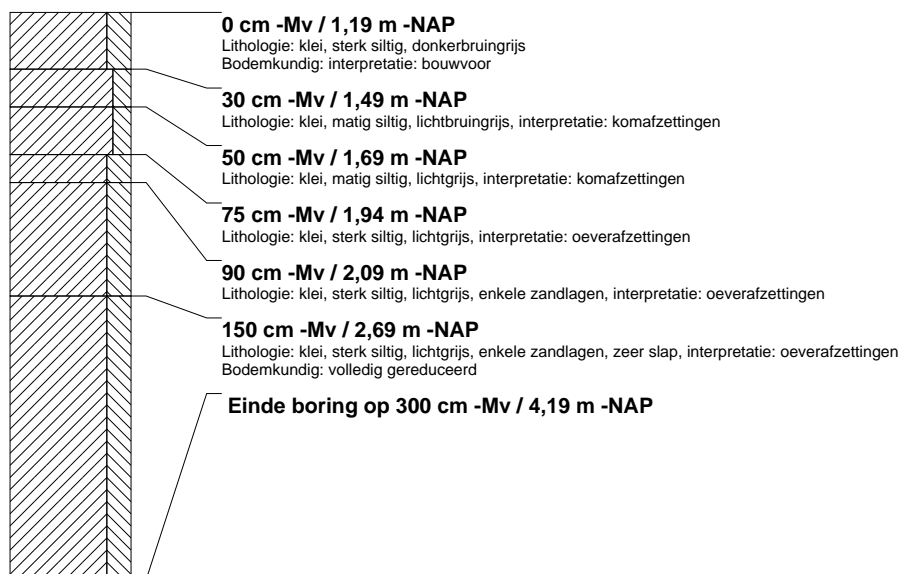 0 cm -Mv / 1,19 m -NAP
Lithologie: klei, sterk siltig, donkerbruingrijs
Bodemkundig: interpretatie: bouwvoor
30 cm -Mv / 1,49 m -NAP
Lithologie: klei, matig siltig, lichtbruingrijs, interpretatie: komafzettingen
50 cm -Mv / 1,69 m -NAP
Lithologie: klei, matig siltig, lichtgrijs, interpretatie: komafzettingen
75 cm -Mv / 1,94 m -NAP
Lithologie: klei, sterk siltig, lichtgrijs, interpretatie: oeverafzettingen
90 cm -Mv / 2,09 m -NAP
Lithologie: klei, sterk siltig, lichtgrijs, enkele zandlagen, interpretatie: oeverafzettingen
150 cm -Mv / 2,69 m -NAP
Lithologie: klei, sterk siltig, lichtgrijs, enkele zandlagen, zeer slap, interpretatie: oeverafzettingen
Bodemkundig: volledig gereduceerd
Einde boring op 300 cm -Mv / 4,19 m -NAP